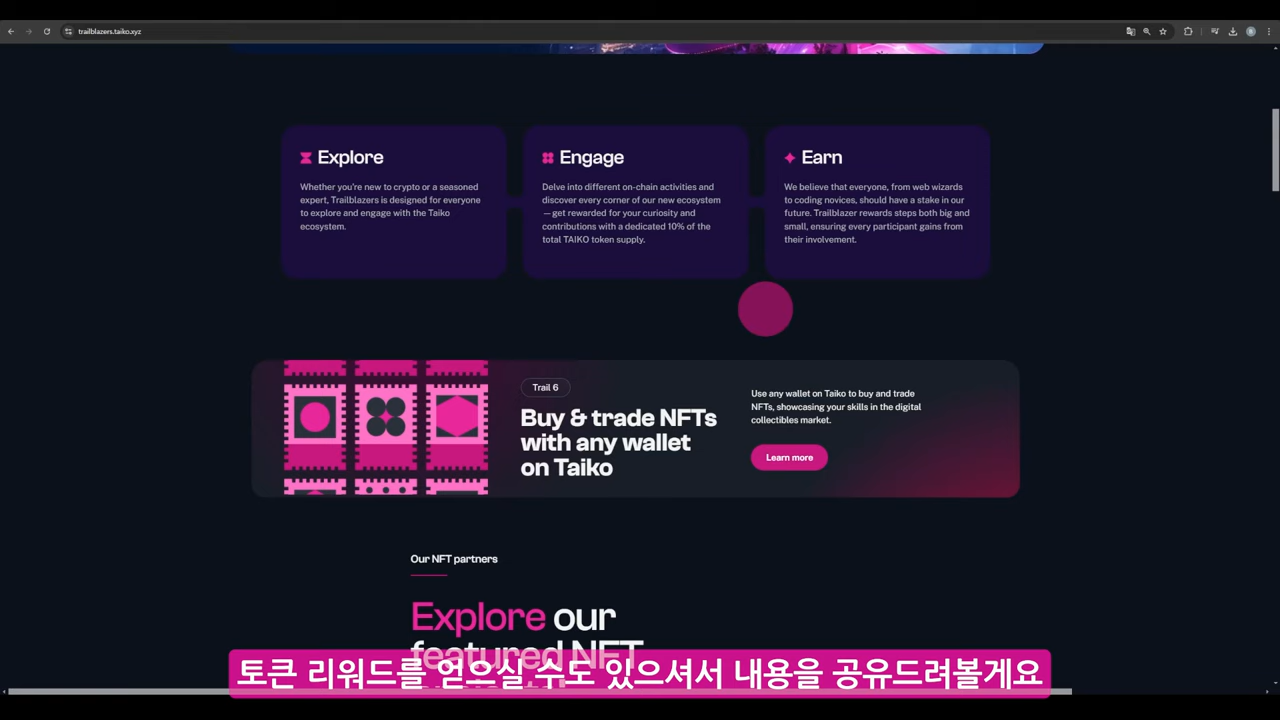 trailblazers.taiko.xyz
Explore
Whether you're new to crypto or a seasoned
expert, Trailblazers is designed for everyone
to explore and engage with the Taiko
ecosystem.
Engage
Delve into different on-chain activities and
discover every corner of our new ecosystem
—get rewarded for your curiosity and
contributions with a dedicated 10% of the
total TAIKO token supply.
Earn
We believe that everyone, from web wizards
to coding novices, should have a stake in our
future. Trailblazer rewards steps both big and
small, ensuring every participant gains from
their involvement.
Trail 6
Buy & trade NFTs
with any wallet
on Taiko
Use any wallet on Taiko to buy and trade
NFTs, showcasing your skills in the digital
collectibles market.
Learn more
Our NFT partners
Explore our
featured NFT
토큰 리워드를 얻으실 수도 있으셔서 내용을 공유드려볼게요